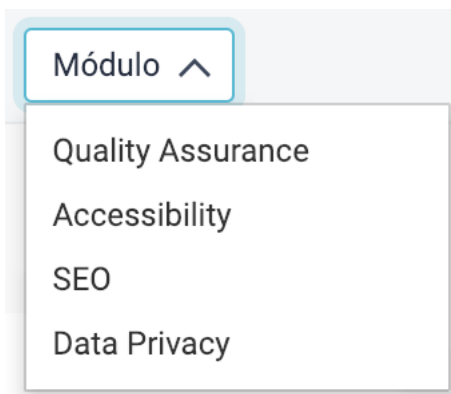 Módulo
Quality Assurance
Accessibility
SEO
Data Privacy